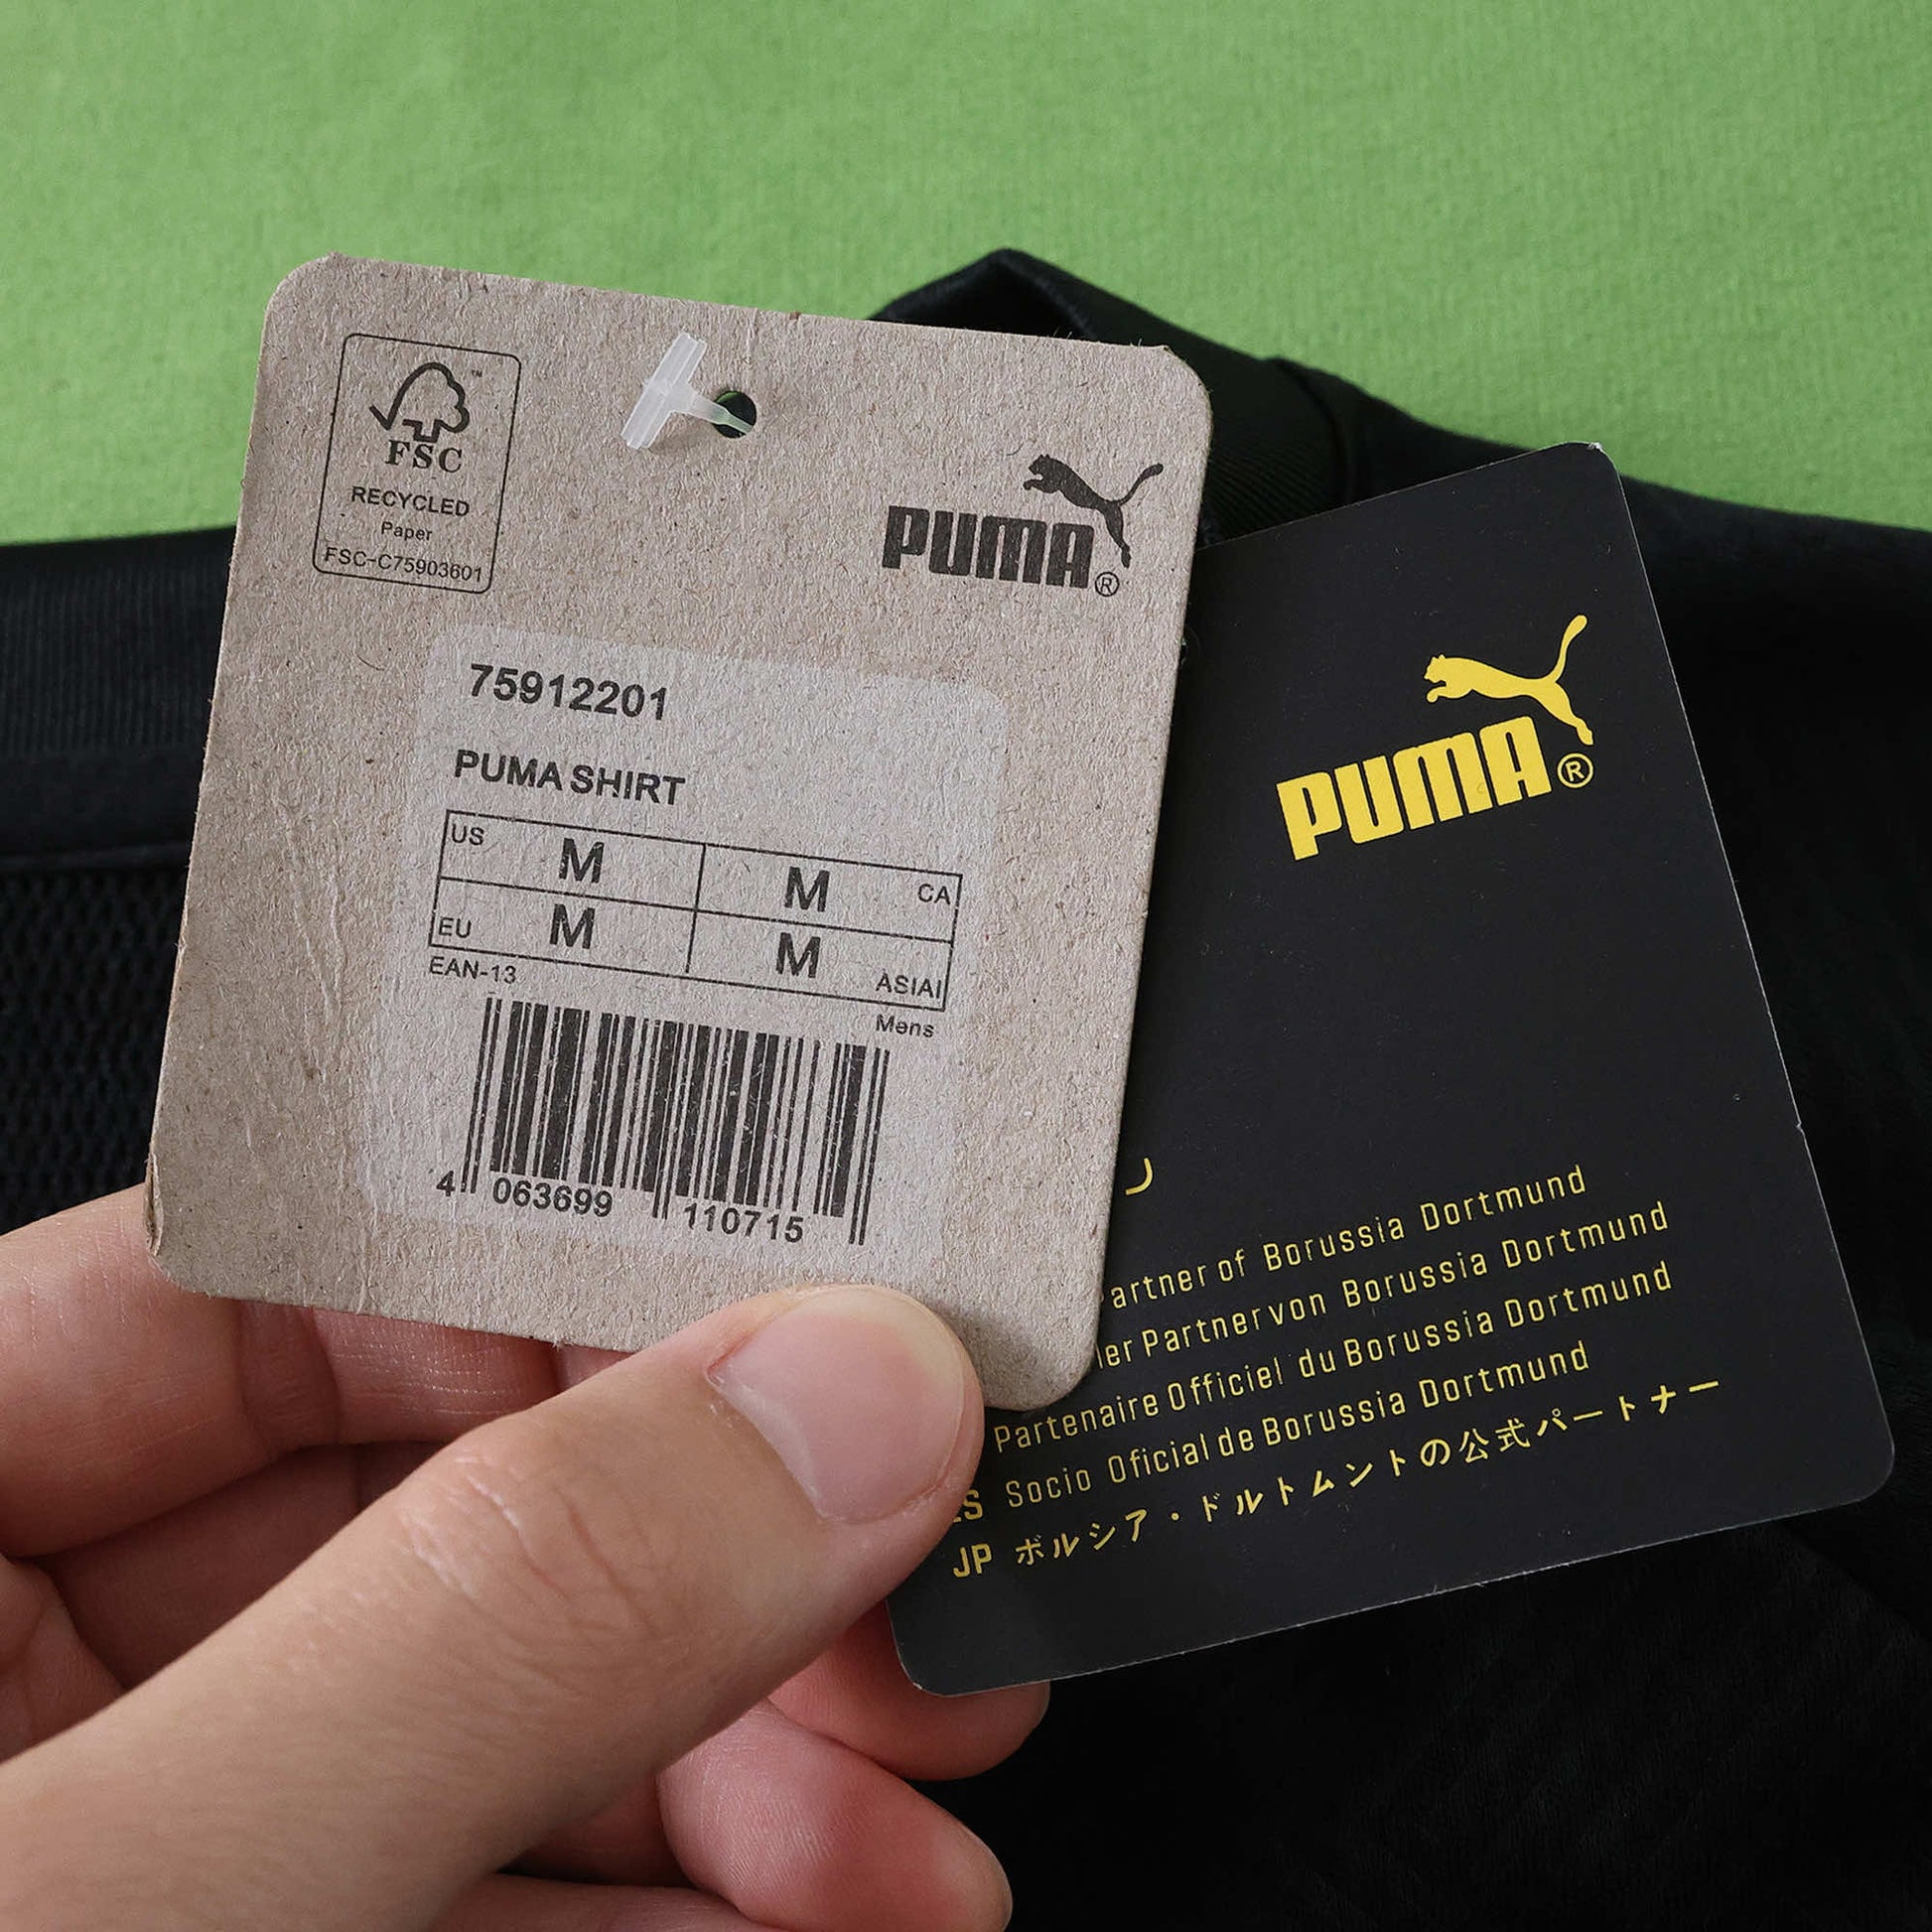 FSC
™
RECYCLED
Paper
FSC-C75903601
PUMA®
75912201
PUMA SHIRT
US M M CA
EU M M ASIAI
EAN-13
Mens
4 063699 110715
PUMA®
of Borussia Dortmund
Partner von Borussia Dortmund
Partenaire Officiel du Borussia Dortmund
Socio Oficial de Borussia Dortmund
JP ボルシア・ドルトムントの公式パートナー